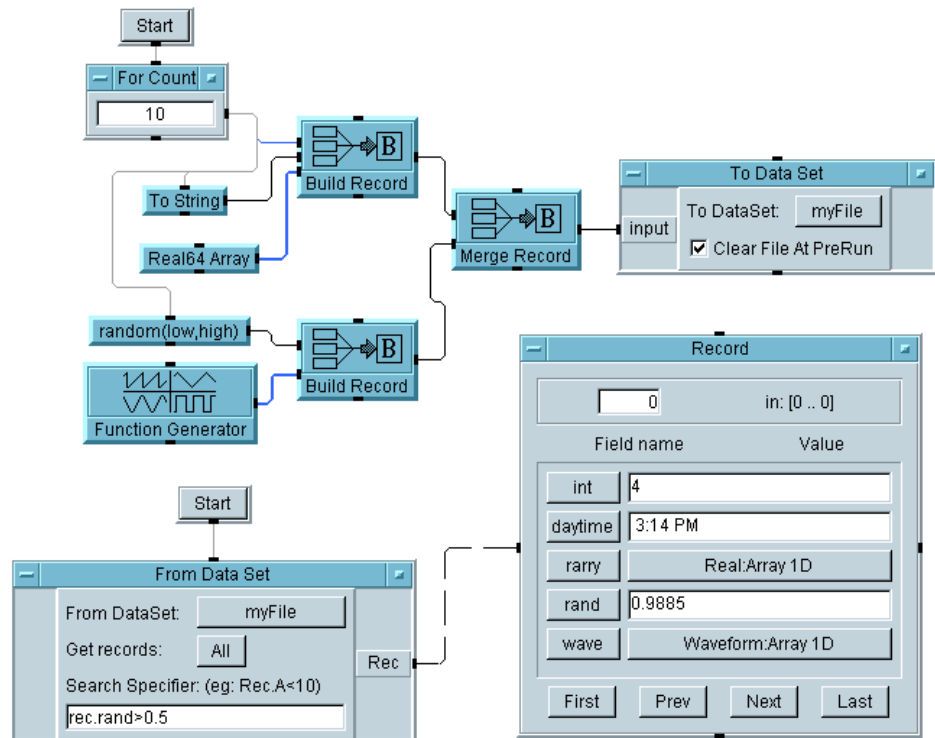 Start
For Count
10
B
Build Record
To String
Real64 Array
B
Merge Record
To Data Set
input
To DataSet: myFile
Clear File At PreRun
random(low,high)
B
Build Record
Function Generator
Record
0 in: [0 .. 0]
Field name Value
int 4
daytime 3:14 PM
rarry Real:Array 1D
rand 0.9885
wave Waveform:Array 1D
First Prev Next Last
Start
From Data Set
From DataSet: myFile
Get records: All
Rec
Search Specifier: (eg: Rec.A<10)
rec.rand>0.5